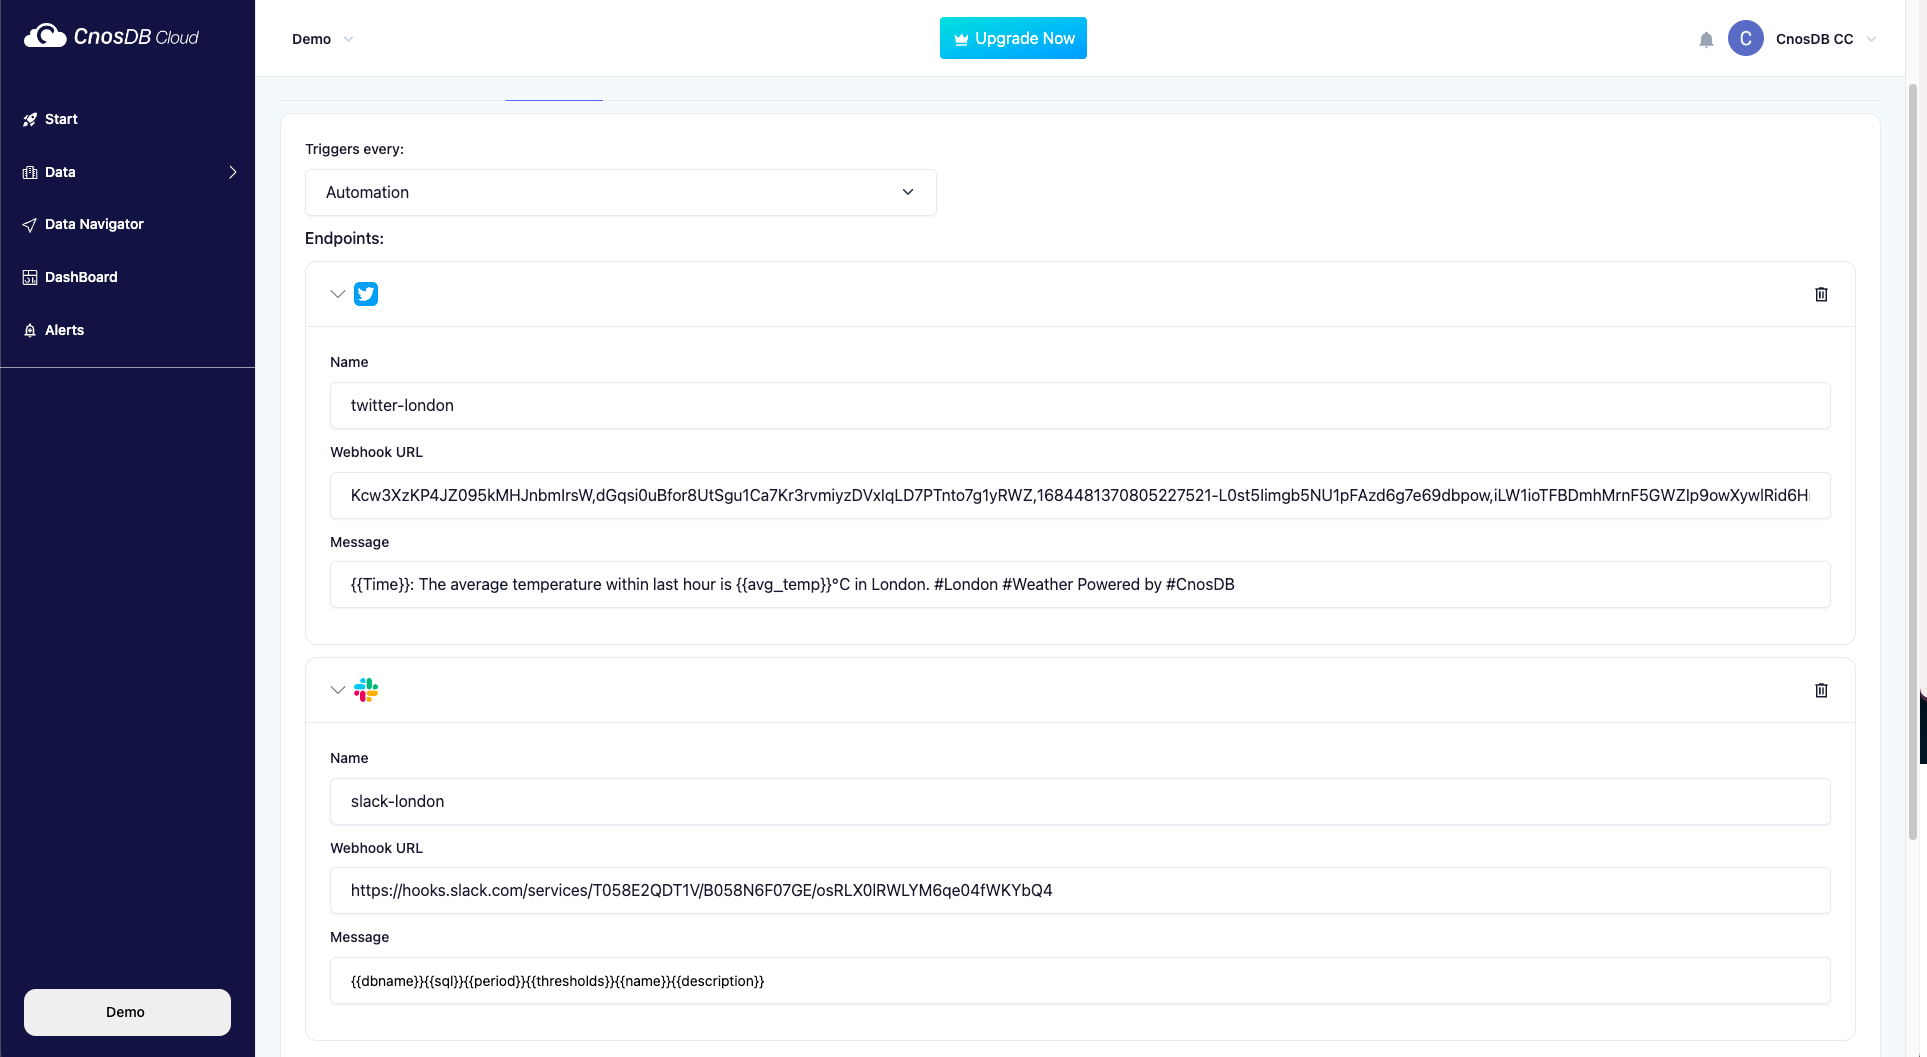 CnosDB Cloud
Demo
Upgrade Now
C
CnosDB CC
Start
Data
Data Navigator
DashBoard
Alerts
Demo
Triggers every:
Automation
Endpoints:
Name
twitter-london
Webhook URL
Kcw3XzKP4JZ095kMHJnbmIrsW,dGqsi0uBfor8UtSgu1Ca7Kr3rvmiyzDVxIqLD7PTnto7g1yRWZ,1684481370805227521-L0st5Iimgb5NU1pFAzd6g7e69dbpow,iLW1ioTFBDmhMrnF5GWZIp9owXywlRid6H
Message
{{Time}}: The average temperature within last hour is {{avg_temp}}°C in London. #London #Weather Powered by #CnosDB
Name
slack-london
Webhook URL
https://hooks.slack.com/services/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
Message
{{dbname}}{{sql}}{{period}}{{thresholds}}{{name}}{{description}}